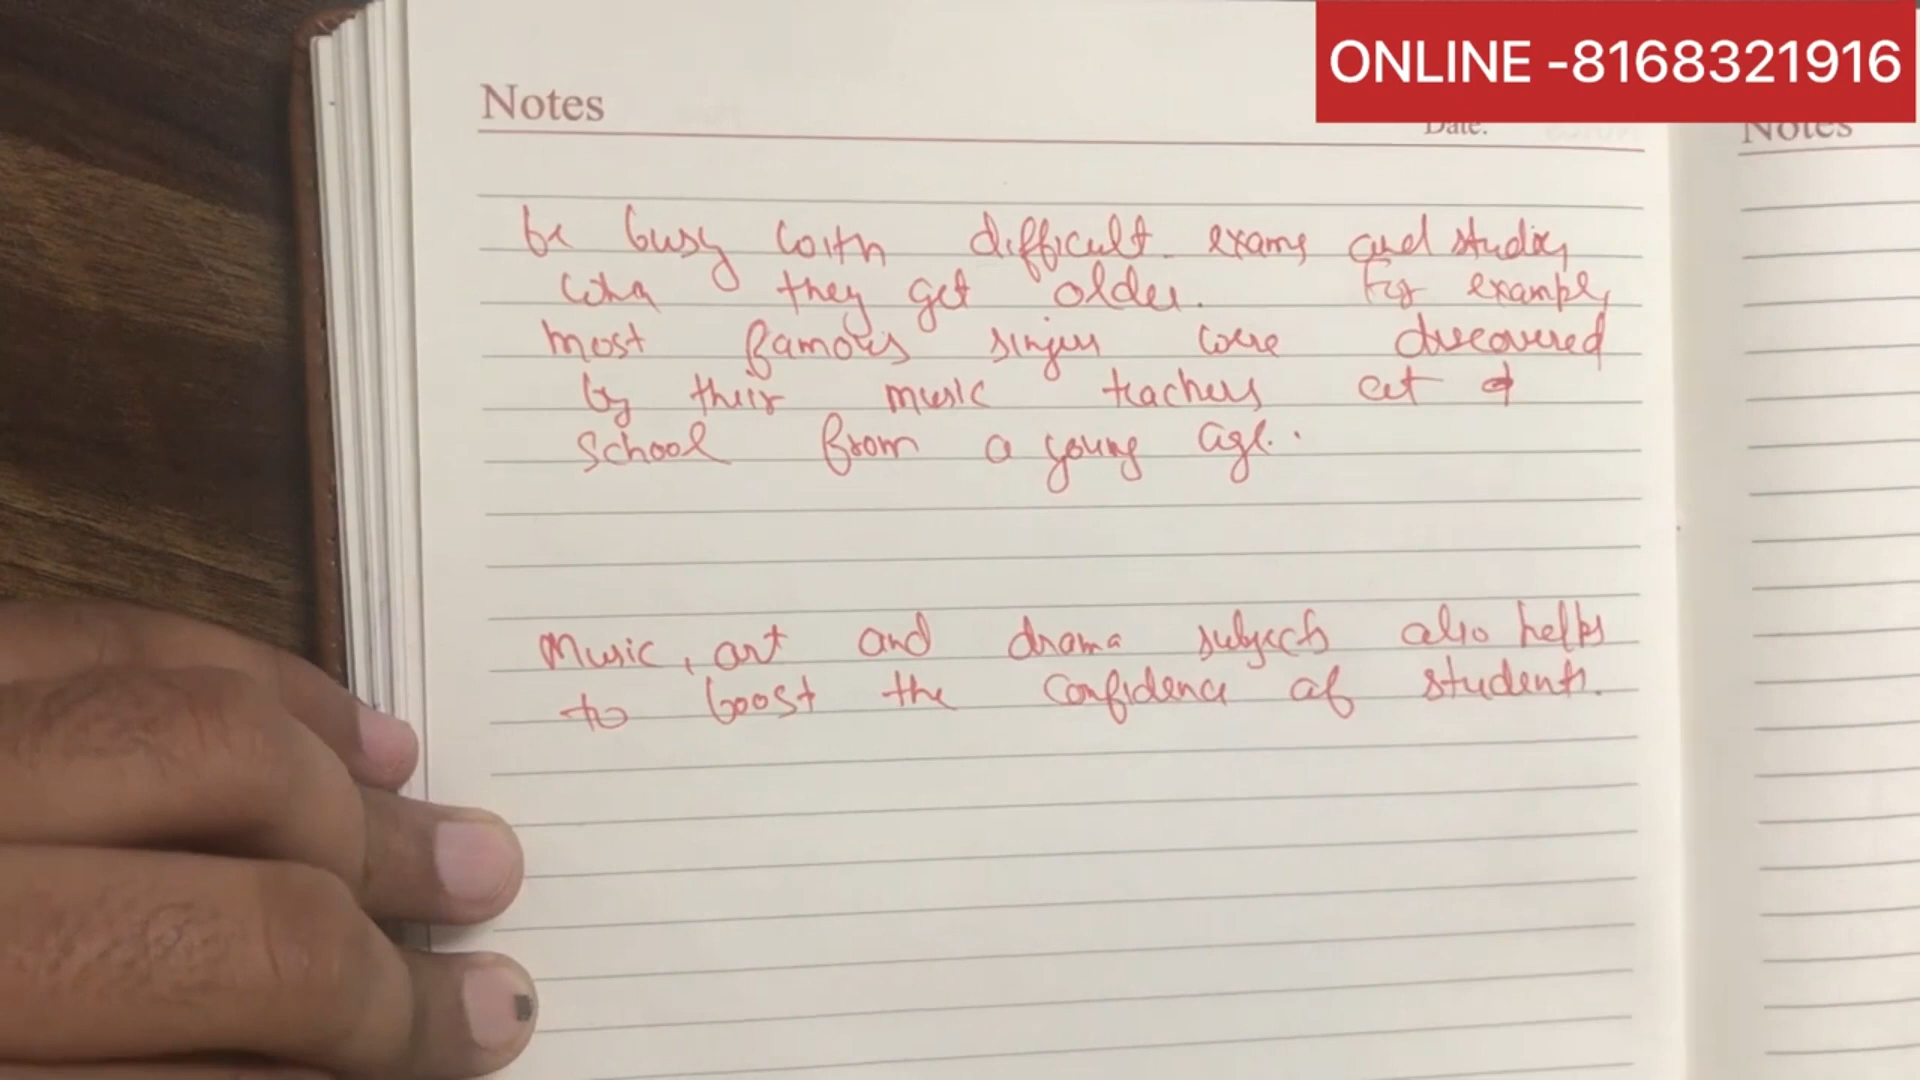 ONLINE -8168321916
Notes
Date.
Notes
be busy with difficult exams and studies
when they get older. For example,
most famous singers were discovered
by their music teachers at
school from a young age.
Music, art and drama subjects also helps
to boost the confidence of students.